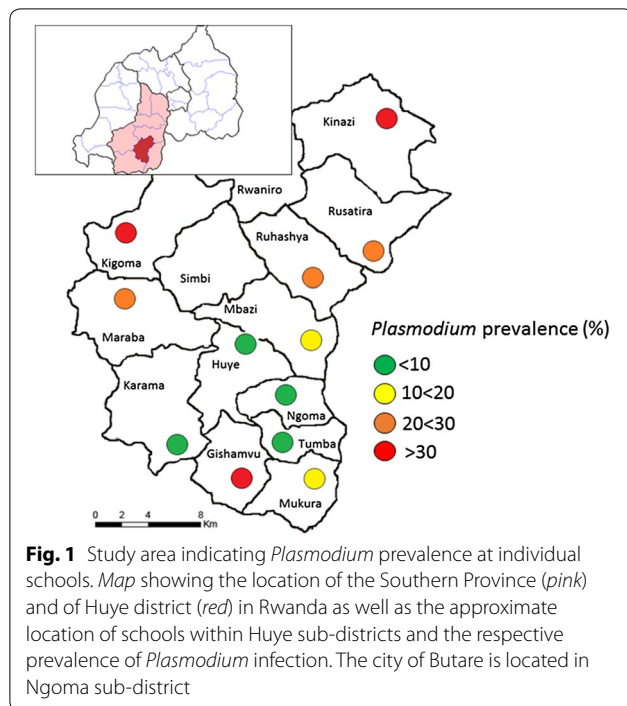 Kinazi
Rwaniro
Rusatira
Ruhashya
Kigoma
Simbi
Mbazi
Maraba
Huye
Karama
Ngoma
Tumba
Gishamvu
Mukura
Plasmodium prevalence (%)
<10
10<20
20<30
>30
0 2 4 8
Km
Fig. 1 Study area indicating Plasmodium prevalence at individual
schools. Map showing the location of the Southern Province (pink)
and of Huye district (red) in Rwanda as well as the approximate
location of schools within Huye sub-districts and the respective
prevalence of Plasmodium infection. The city of Butare is located in
Ngoma sub-district